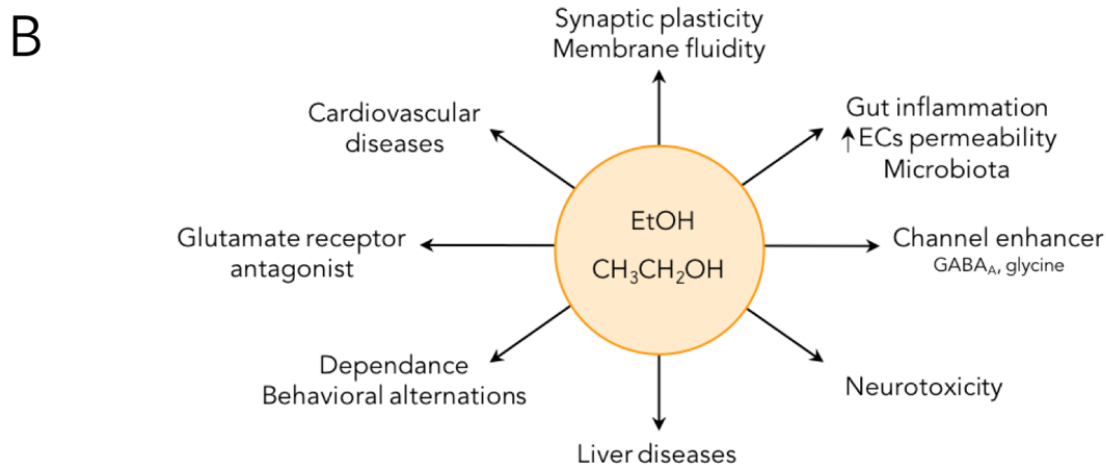 B
Synaptic plasticity
Membrane fluidity
Cardiovascular
diseases
Gut inflammation
↑ECs permeability
Microbiota
EtOH
CH₃CH₂OH
Glutamate receptor
antagonist
Channel enhancer
GABA_A, glycine
Dependance
Behavioral alternations
Neurotoxicity
Liver diseases